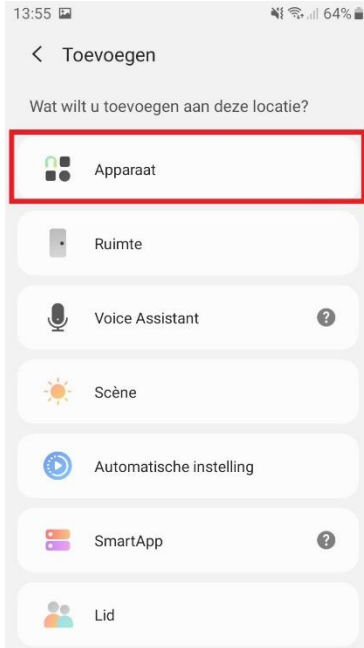 13:55 64%
Toevoegen
Wat wilt u toevoegen aan deze locatie?
Apparaat
Ruimte
Voice Assistant ?
Scène
Automatische instelling
SmartApp ?
Lid